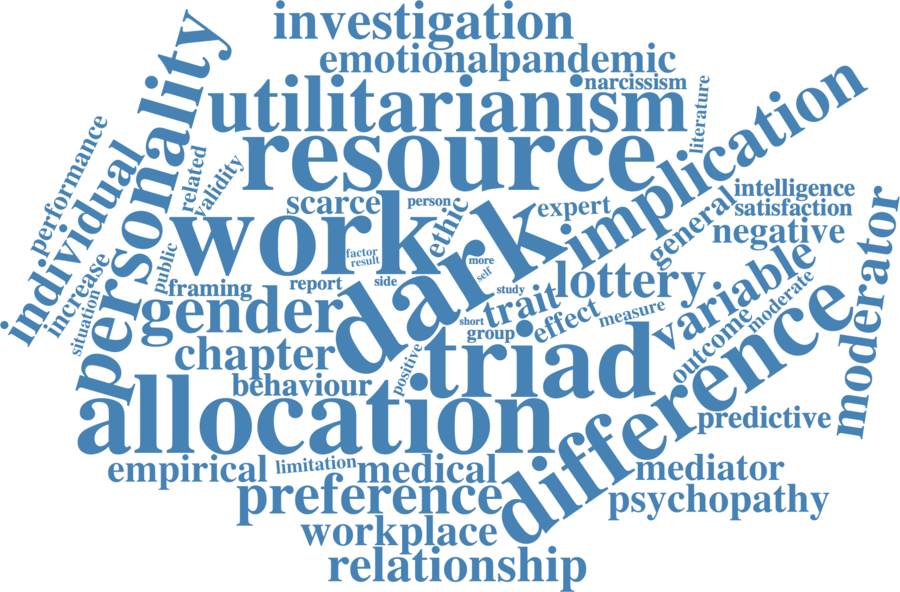 investigation
emotional
pandemic
narcissism
utilitarianism
literature
personality
resource
implication
performance
individual
related
validity
scarce
person
ethic
expert
general
intelligence
satisfaction
negative
work
dark
factor
result
more
self
public
increase
situation
framing
report
side
study
lottery
variable
moderator
gender
trait
short
group
effect
measure
moderate
outcome
difference
chapter
behaviour
positive
triad
allocation
predictive
empirical
limitation
medical
mediator
preference
psychopathy
workplace
relationship